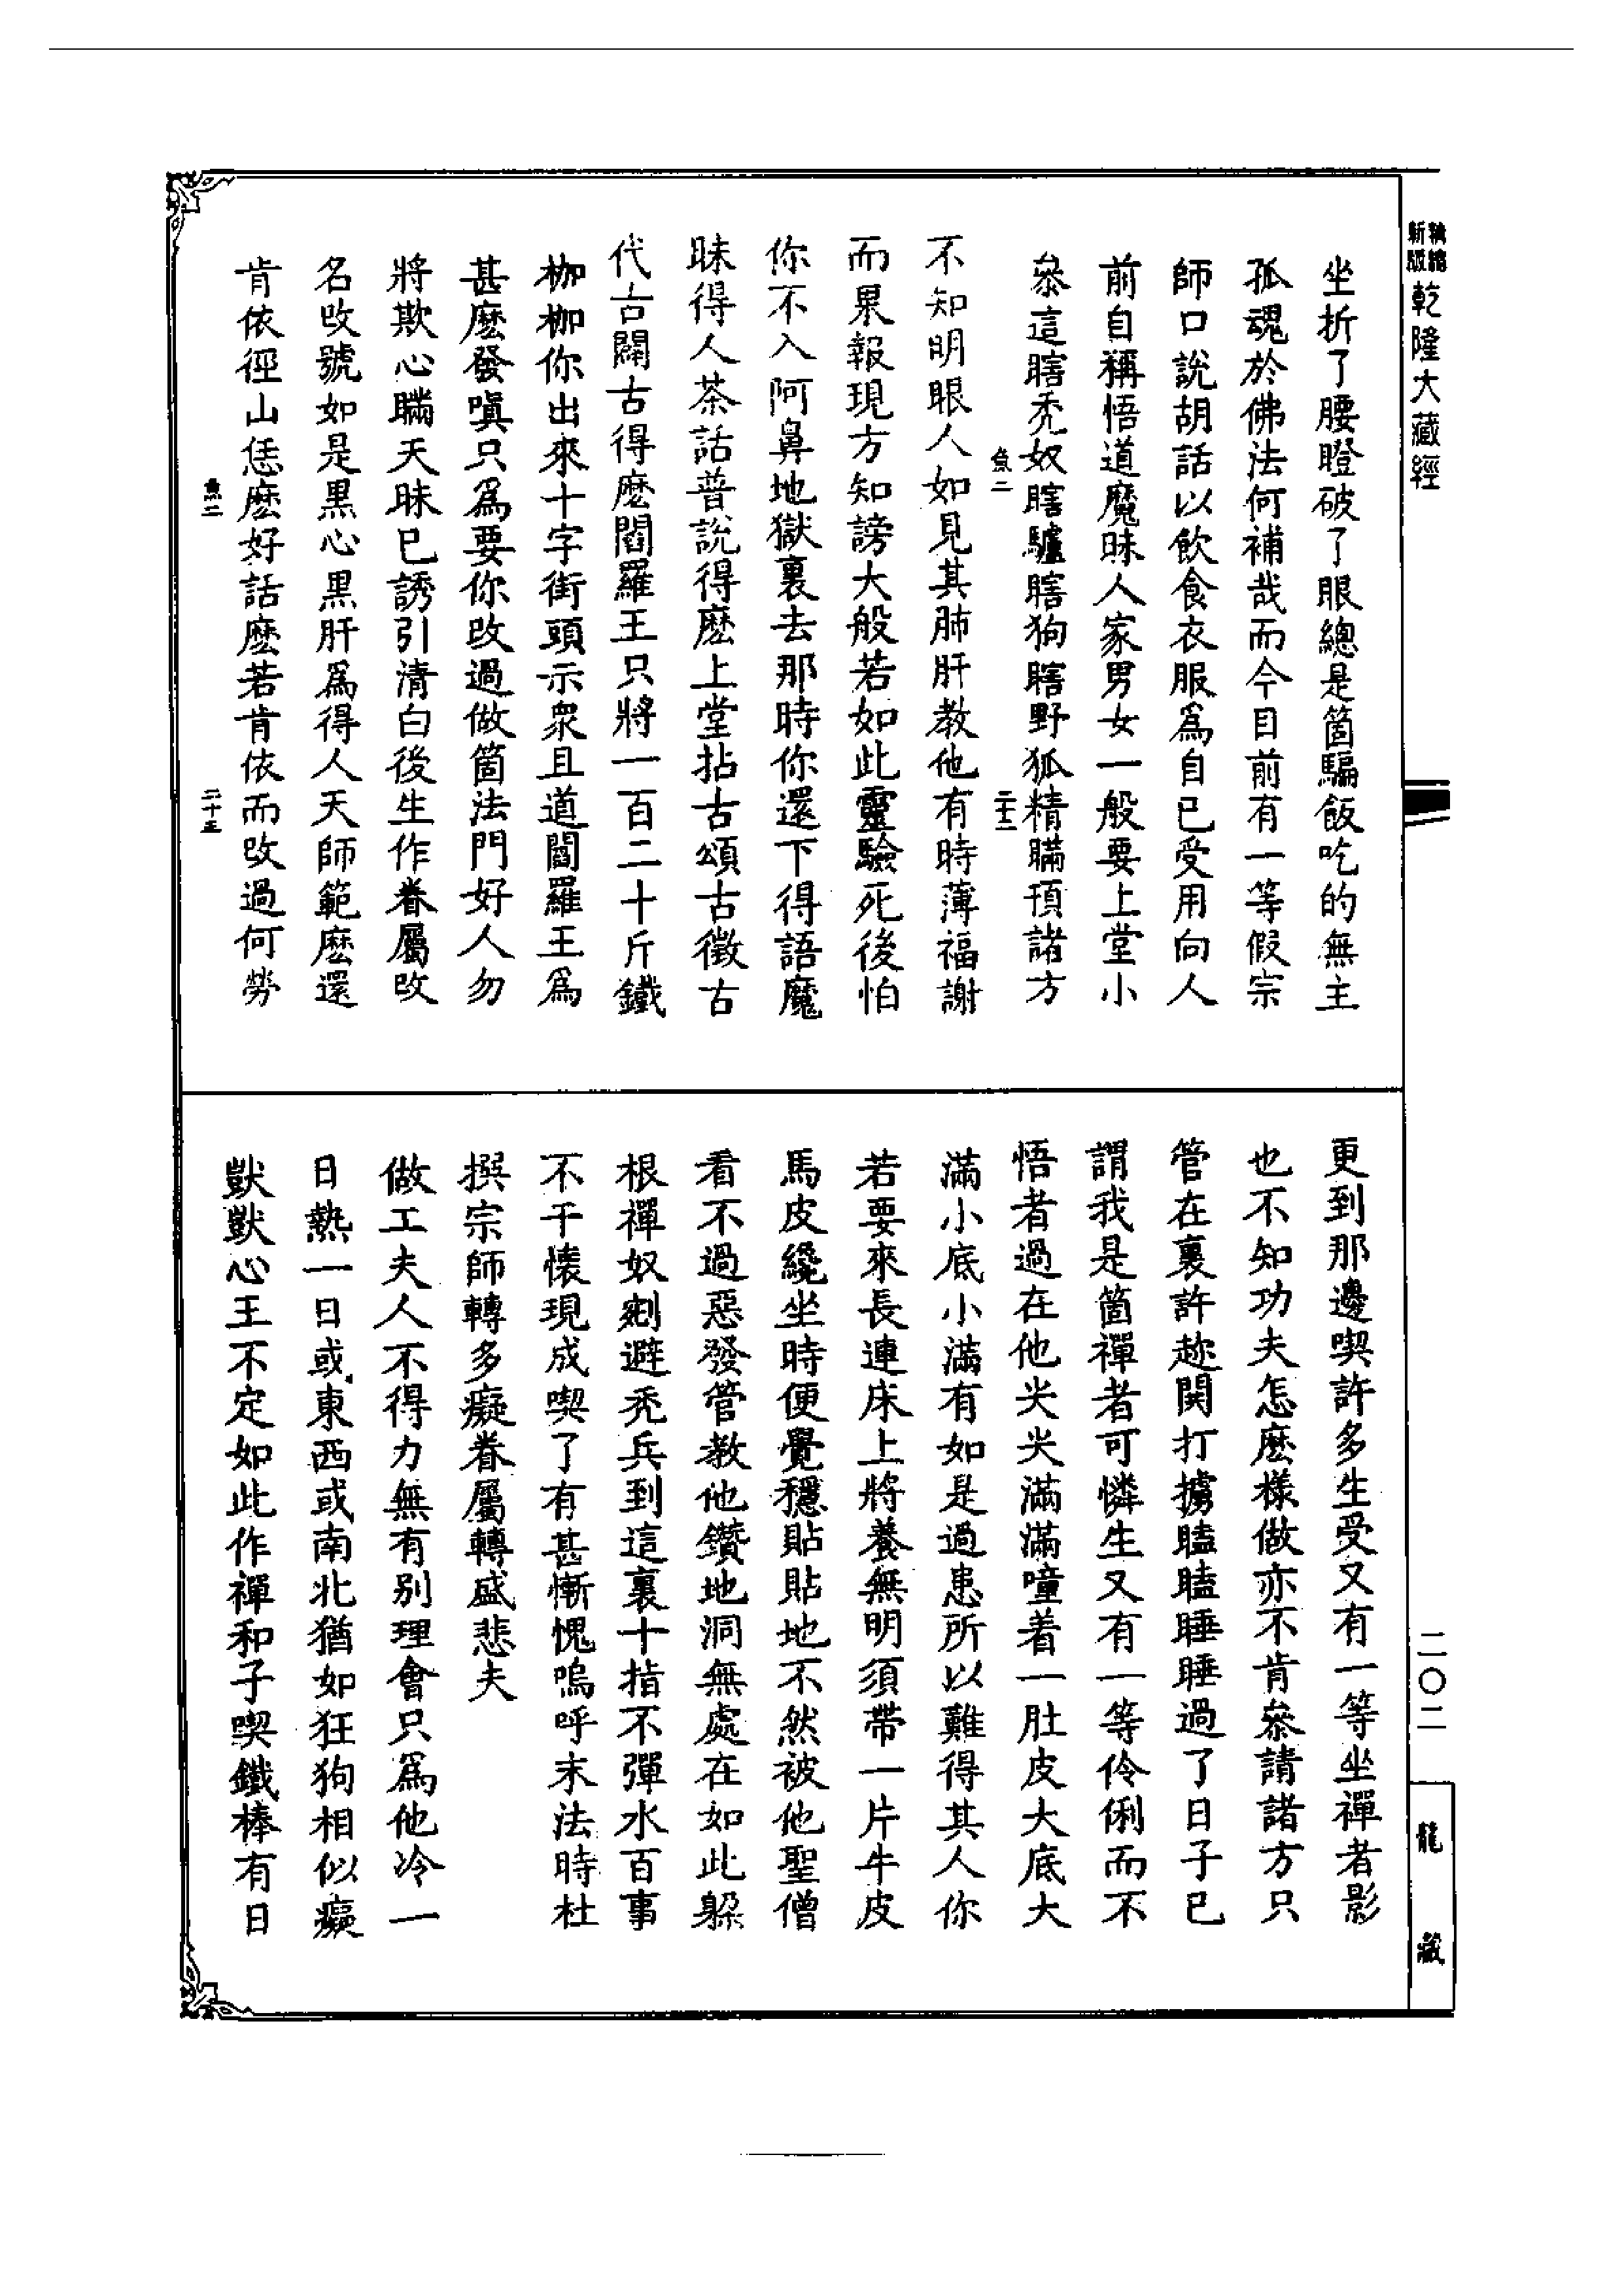 新編縮版乾隆大藏經
坐折了腰瞪破了眼總是箇騙飯吃的無主
孤魂於佛法何補哉而今目前有一等假宗
師口說胡話以飲食衣服爲自已受用向人
前自稱悟道魔昧人家男女一般要上堂小
叅這瞎禿奴瞎驢瞎狗瞎野狐精瞞頇諸方
魚二
不知明眼人如見其肺肝教他有時薄福謝
而果報現方知謗大般若如此靈驗死後怕
你不入阿鼻地獄裏去那時你還下得語魔
昧得人茶話普說得麽上堂拈古頌古徵古
代古闢古得麽閻羅王只將一百二十斤鐵
枷枷你出來十字街頭示衆且道閻羅王爲
甚麽發嗔只爲要你改過做箇法門好人勿
將欺心瞞天昧已誘引清白後生作眷屬改
名改號如是黒心黒肝爲得人天師範麽還
肯依徑山恁麽好話麽若肯依而改過何勞
魚二
二十五
更到那邊喫許多生受又有一等坐禪者影
也不知功夫怎麽樣做亦不肯叅請諸方只
管在裏許趂閧打擄瞌瞌睡睡過了日子已
謂我是箇禪者可憐生又有一等伶俐而不
悟者過在他尖尖滿滿噇着一肚皮大底大
滿小底小滿有如是過患所以難得其人你
若要來長連床上將養無明須帶一片牛皮
馬皮纔坐時便覺穩貼貼地不然被他聖僧
看不過惡發管教他鑽地洞無處在如此躲
根禪奴剗避禿兵到這裏十指不彈水百事
不干懐現成喫了有甚慚愧嗚呼末法時杜
撰宗師轉多癡眷屬轉盛悲夫
做工夫人不得力無有别理會只爲他冷一
日熱一日或東西或南北猶如狂狗相似癡
獃獃心王不定如此作禪和子喫鐵棒有日
二〇二
龍藏